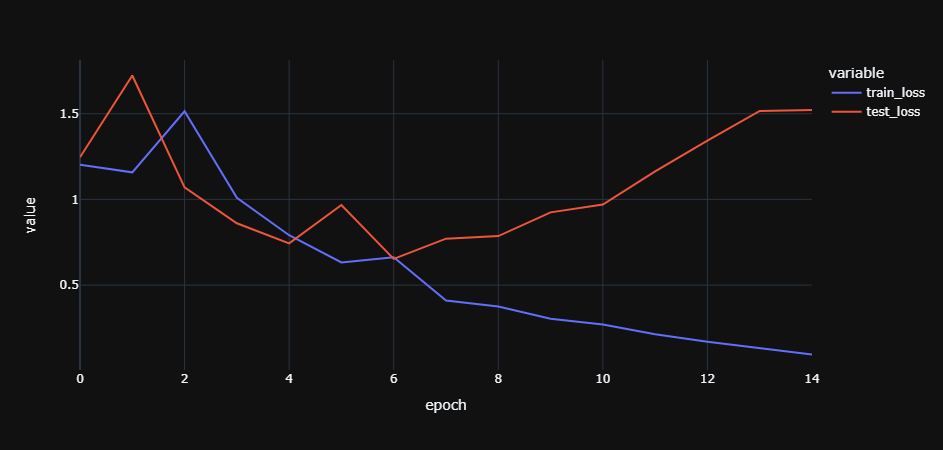 variable
train_loss
test_loss
1.5
1
0.5
value
0 2 4 6 8 10 12 14
epoch